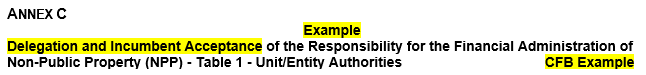 ANNEX C
Example
Delegation and Incumbent Acceptance of the Responsibility for the Financial Administration of
Non-Public Property (NPP) - Table 1 - Unit/Entity Authorities CFB Example